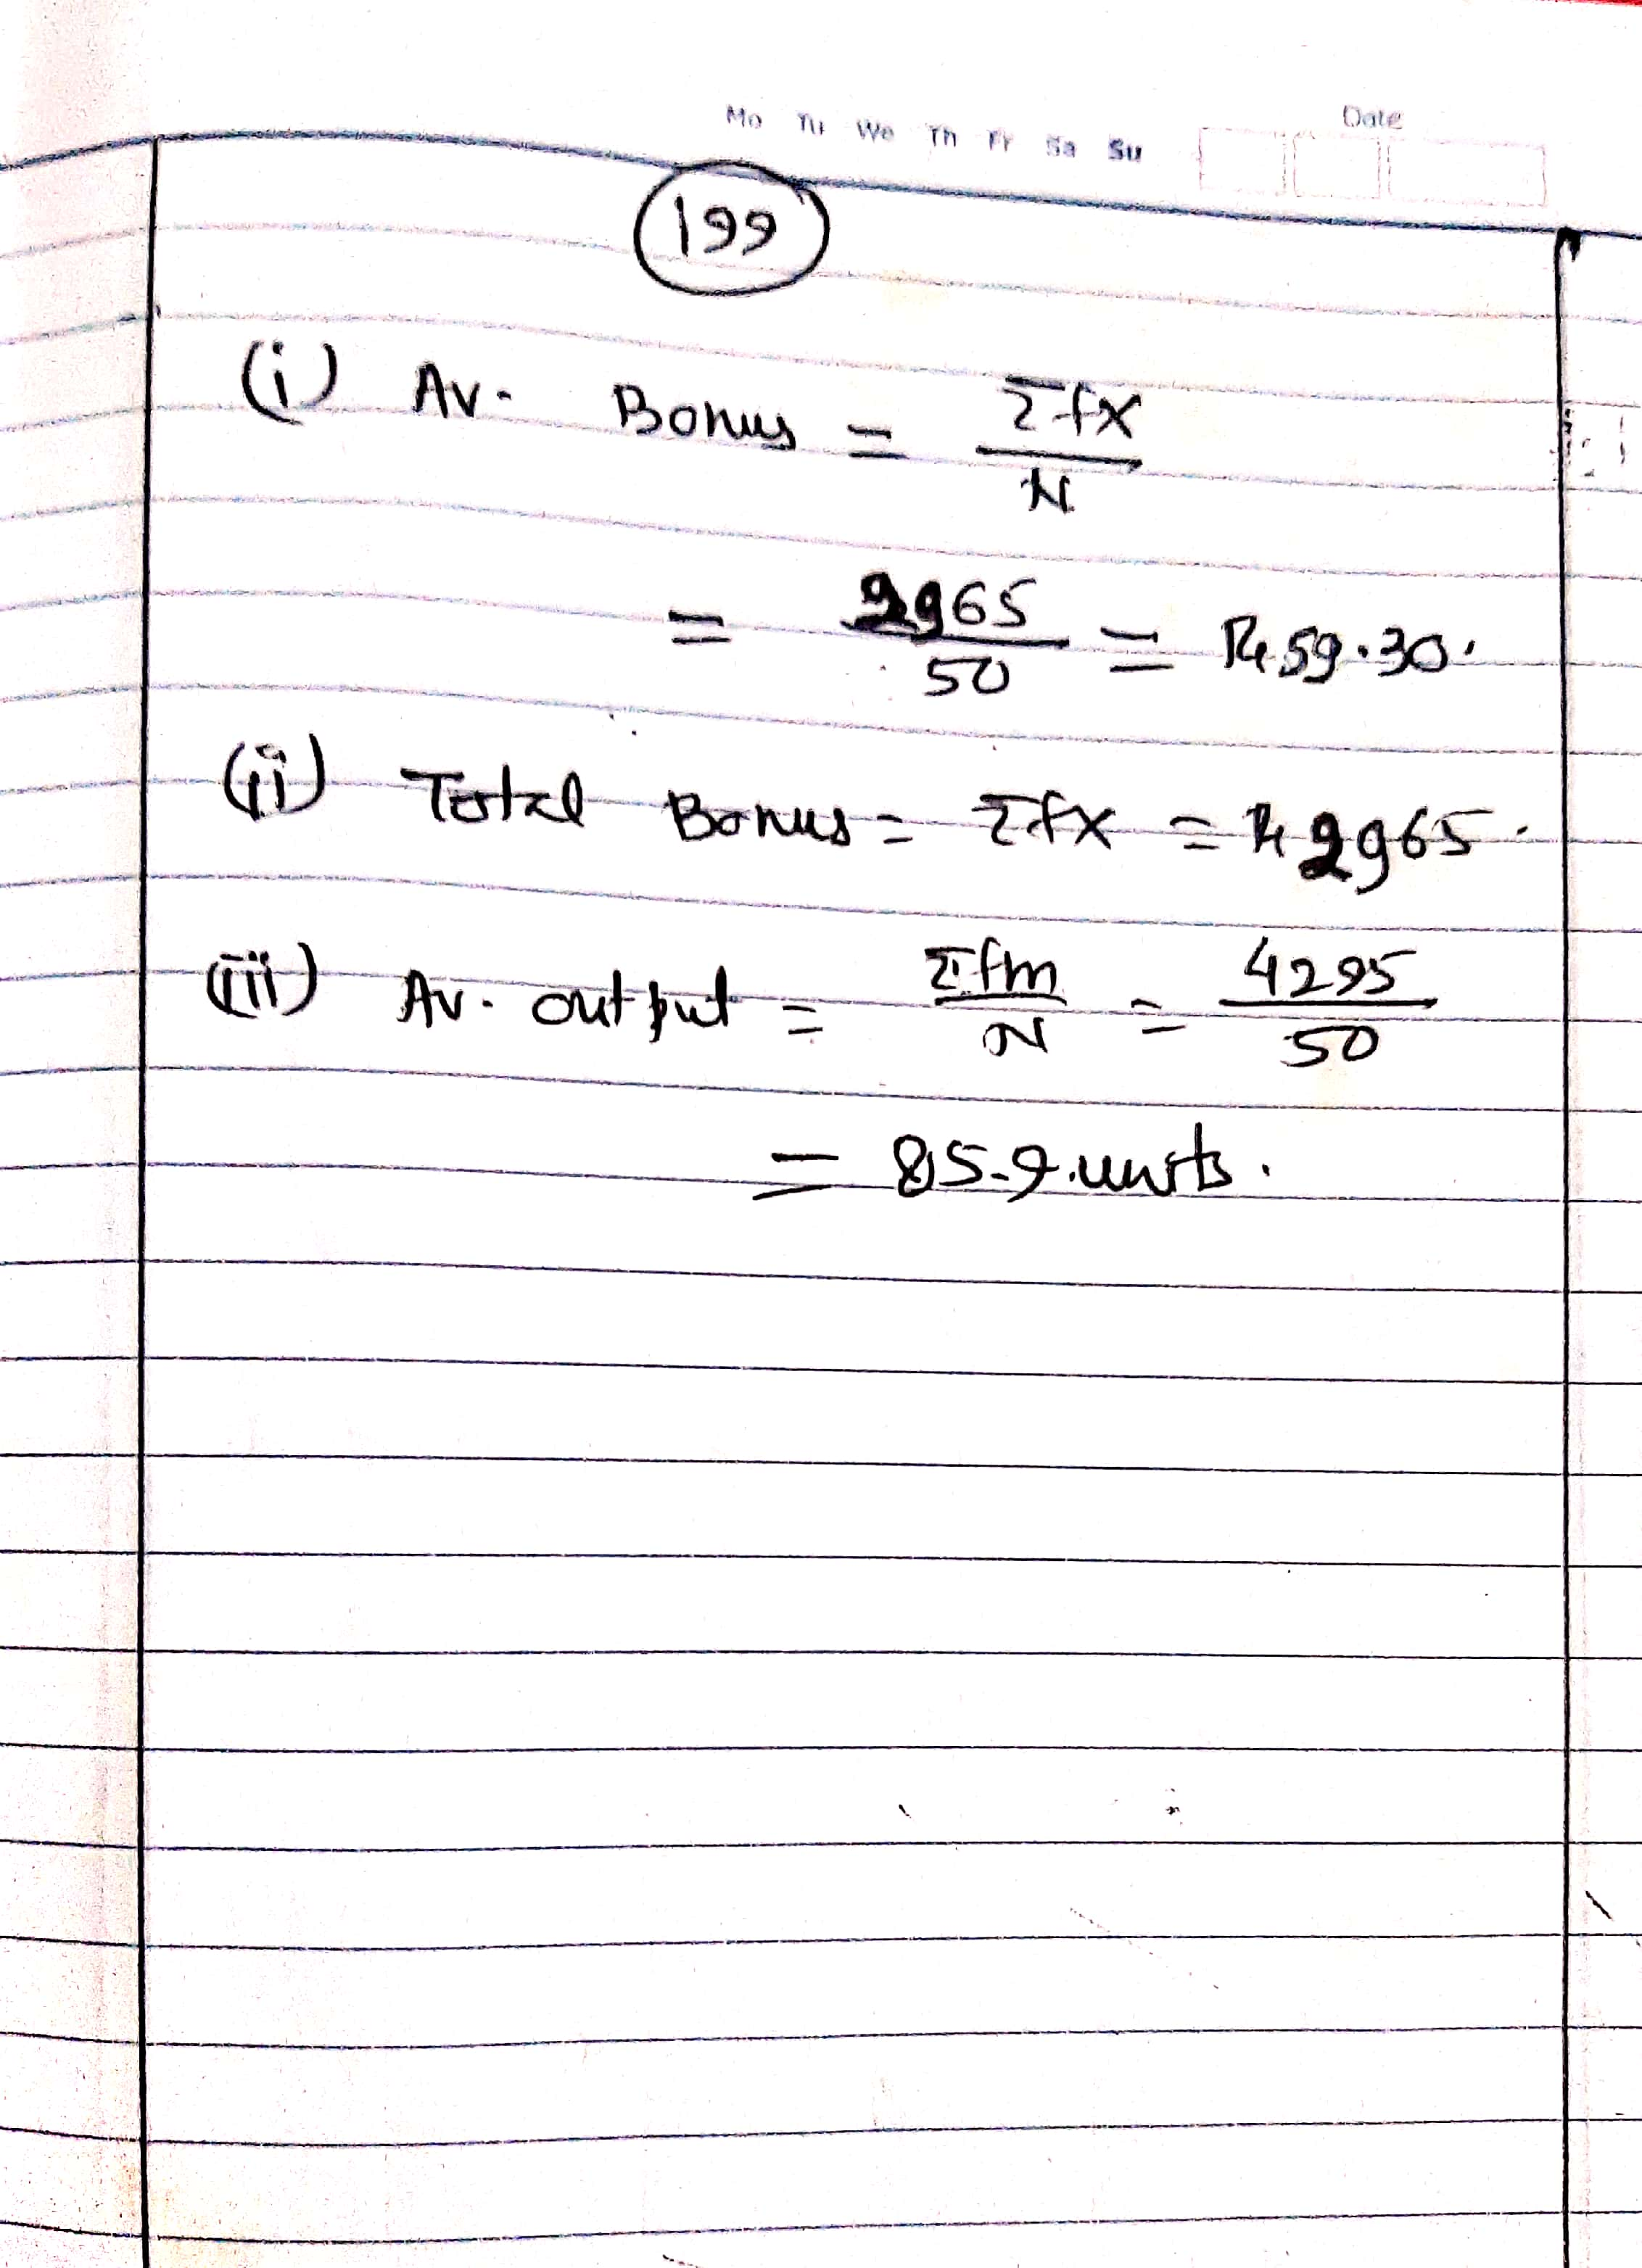 Mo Tu We Th Fr Sa Su Date
199
(i) Av. Bonus = Σfx/N
= 2965/50 = Rs 59.30.
(ii) Total Bonus = Σfx = Rs 2965.
(iii) Av. output = Σfm/N = 4295/50
= 85.9 units.